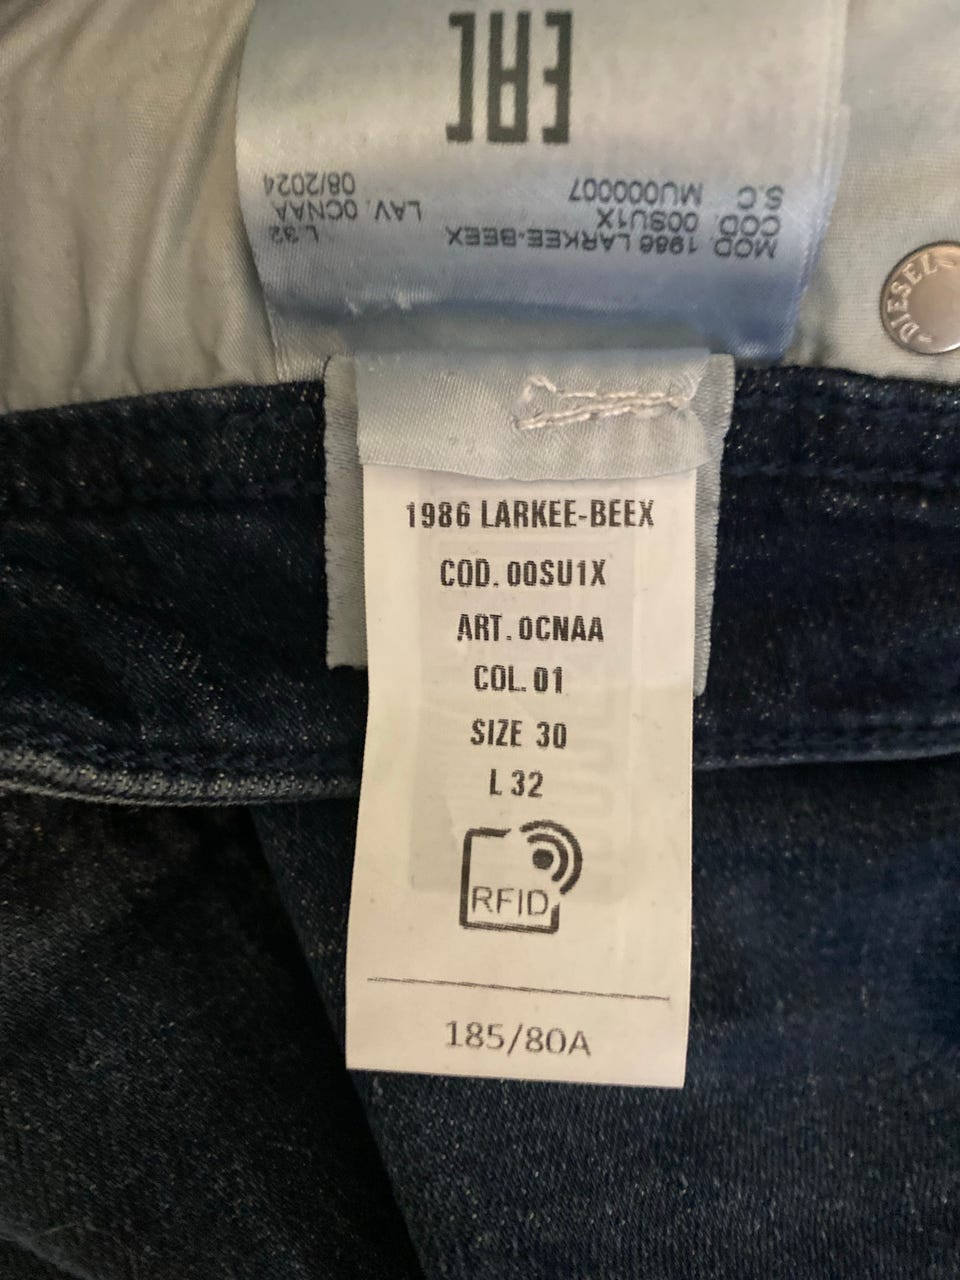 EAC
S.C MU000007 08/2024
COD. 00SU1X LAV. 0CNAA
MOD. 1986 LARKEE-BEEX L.32
DIESEL
1986 LARKEE-BEEX
COD. 00SU1X
ART. 0CNAA
COL. 01
SIZE 30
L 32
RFID
185/80A